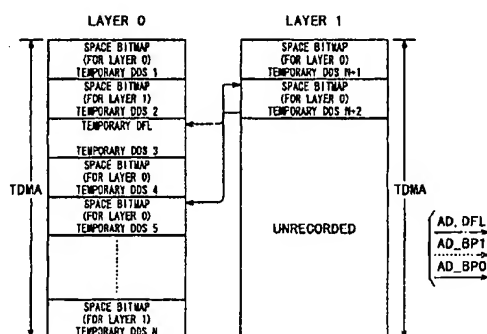 LAYER 0
SPACE BITMAP
(FOR LAYER 0)
TEMPORARY DDS 1
SPACE BITMAP
(FOR LAYER 1)
TEMPORARY DDS 2
TEMPORARY DFL
TEMPORARY DDS 3
SPACE BITMAP
(FOR LAYER 0)
TEMPORARY DDS 4
SPACE BITMAP
(FOR LAYER 0)
TEMPORARY DDS 5
SPACE BITMAP
(FOR LAYER 1)
TEMPORARY DDS N
TDMA
LAYER 1
SPACE BITMAP
(FOR LAYER 0)
TEMPORARY DDS N+1
SPACE BITMAP
(FOR LAYER 0)
TEMPORARY DDS N+2
UNRECORDED
TDMA
AD, DFL
AD_BP1
AD_BP0